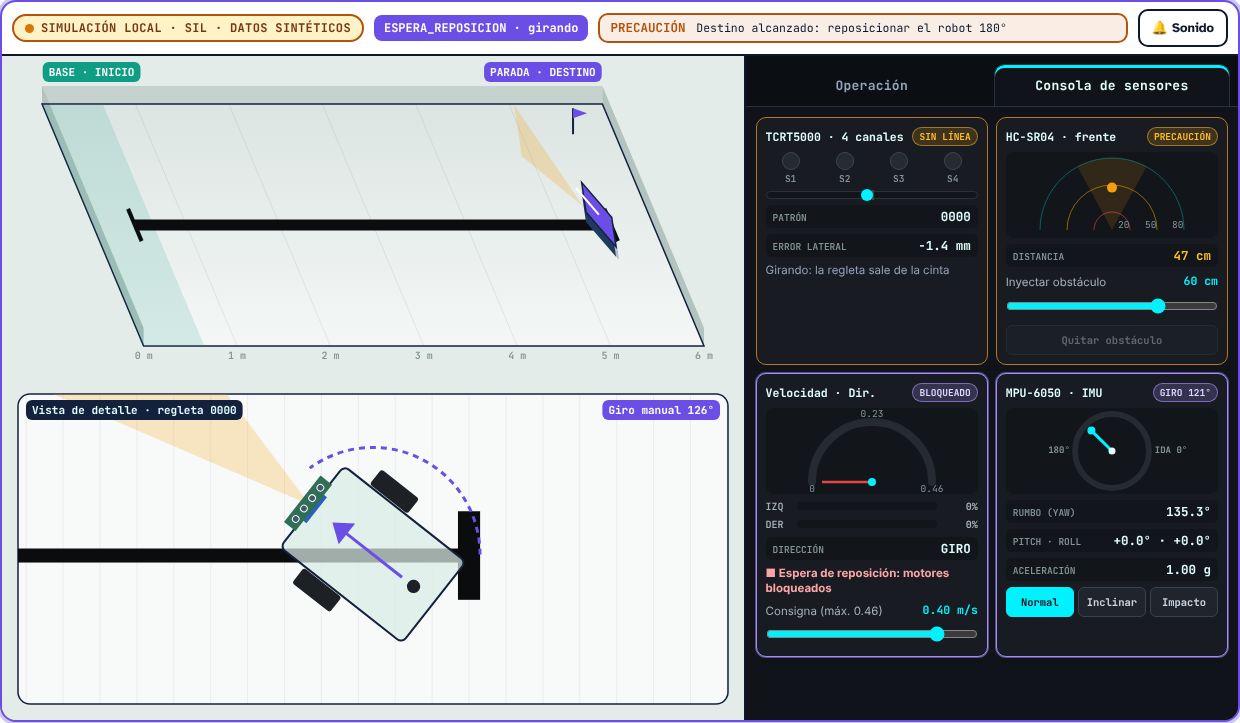 SIMULACIÓN LOCAL · SIL · DATOS SINTÉTICOS
ESPERA_REPOSICION · girando
PRECAUCIÓN Destino alcanzado: reposicionar el robot 180°
🔔 Sonido
BASE · INICIO
PARADA · DESTINO
0 m
1 m
2 m
3 m
4 m
5 m
6 m
Vista de detalle · regleta 0000
Giro manual 126°
Operación
Consola de sensores
TCRT5000 · 4 canales
SIN LÍNEA
S1
S2
S3
S4
PATRÓN
0000
ERROR LATERAL
-1.4 mm
Girando: la regleta sale de la cinta
HC-SR04 · frente
PRECAUCIÓN
20
50
80
DISTANCIA
47 cm
Inyectar obstáculo
60 cm
Quitar obstáculo
Velocidad · Dir.
BLOQUEADO
0.23
0
0.46
IZQ
0%
DER
0%
DIRECCIÓN
GIRO
■ Espera de reposición: motores
bloqueados
Consigna (máx. 0.46)
0.40 m/s
MPU-6050 · IMU
GIRO 121°
180°
IDA 0°
RUMBO (YAW)
135.3°
PITCH · ROLL
+0.0° · +0.0°
ACELERACIÓN
1.00 g
Normal
Inclinar
Impacto